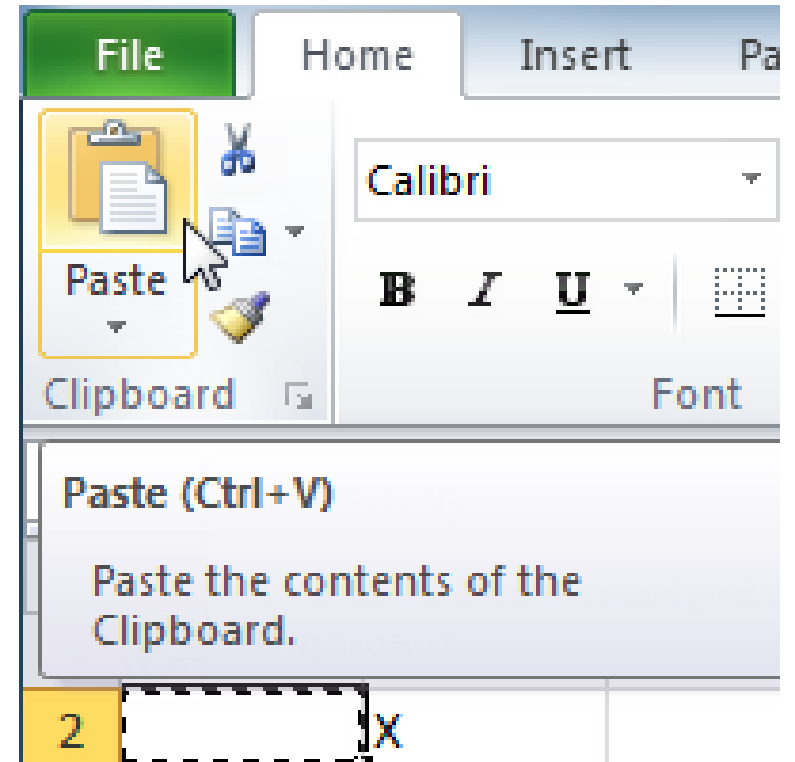 File Home Insert Pa
Calibri
Paste
B I U
Clipboard Font
Paste (Ctrl+V)
Paste the contents of the
Clipboard.
2 X